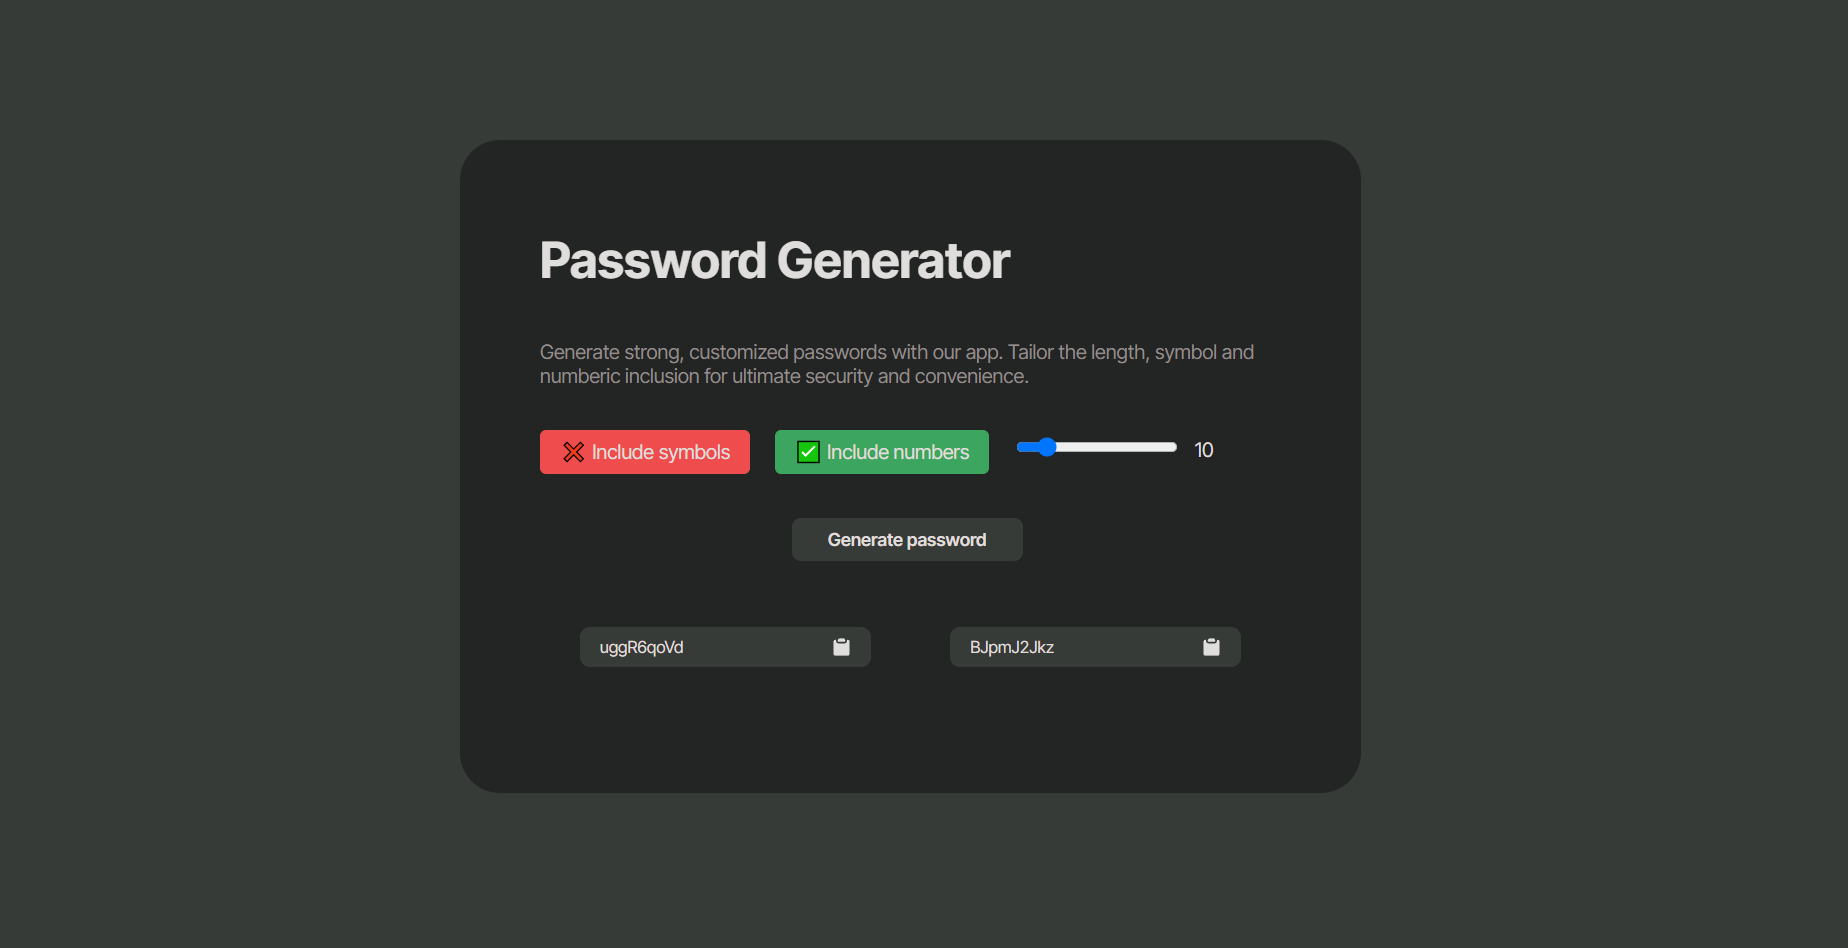 Password Generator
Generate strong, customized passwords with our app. Tailor the length, symbol and
numberic inclusion for ultimate security and convenience.
❌ Include symbols ✅ Include numbers 10
Generate password
uggR6qoVd BJpmJ2Jkz